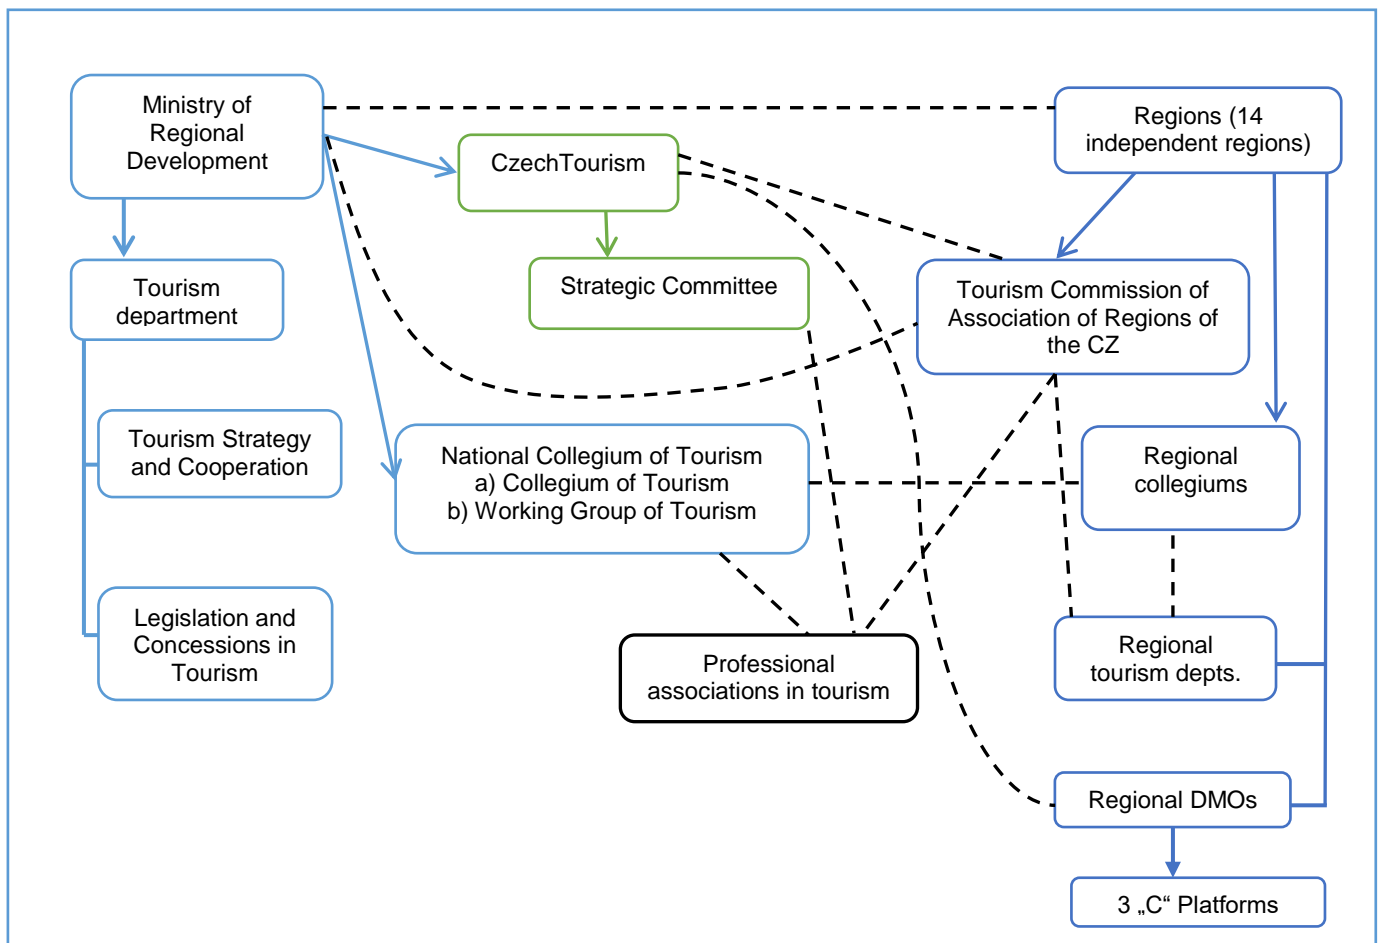 Ministry of
Regional
Development
Regions (14
independent regions)
CzechTourism
Tourism
department
Strategic Committee
Tourism Commission of
Association of Regions of
the CZ
Tourism Strategy
and Cooperation
National Collegium of Tourism
a) Collegium of Tourism
b) Working Group of Tourism
Regional
collegiums
Legislation and
Concessions in
Tourism
Professional
associations in tourism
Regional
tourism depts.
Regional DMOs
3 „C“ Platforms